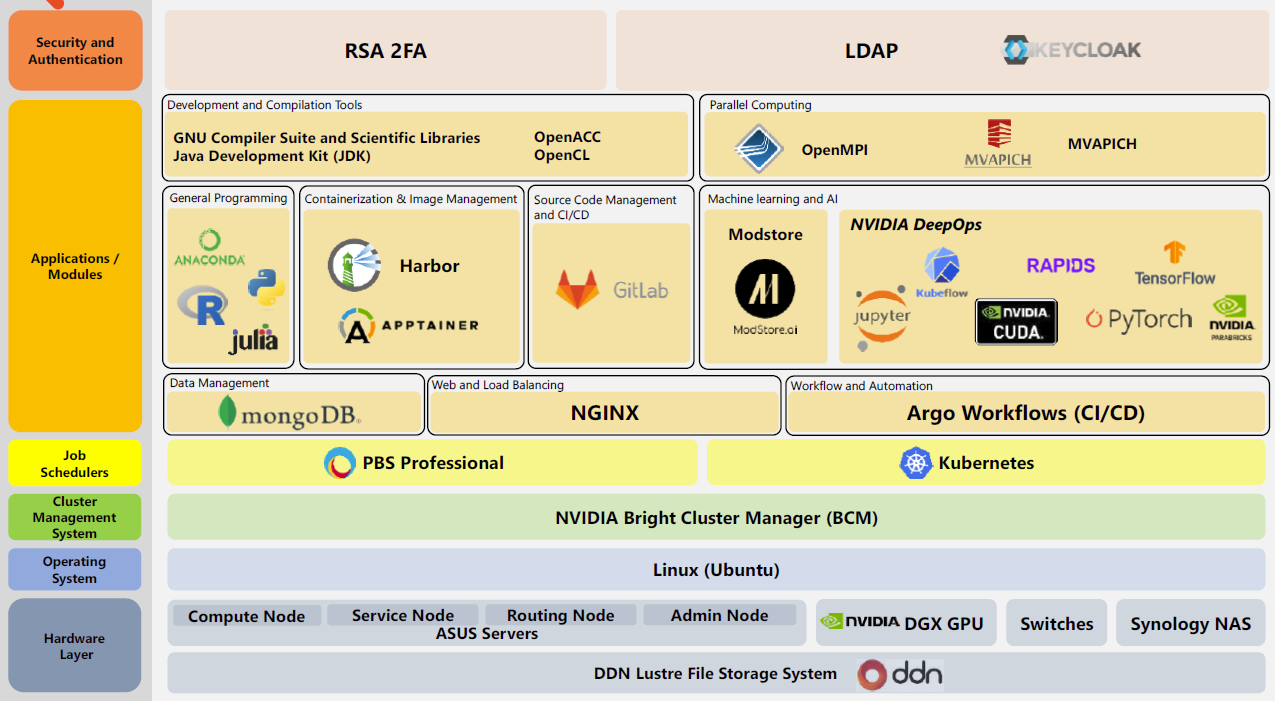 Security and
Authentication
RSA 2FA
LDAP
KEYCLOAK
Applications /
Modules
Development and Compilation Tools
GNU Compiler Suite and Scientific Libraries
Java Development Kit (JDK)
OpenACC
OpenCL
Parallel Computing
OpenMPI
MVAPICH
MVAPICH
General Programming
ANACONDA
R
julia
Containerization & Image Management
Harbor
APPTAINER
Source Code Management
and CI/CD
GitLab
Machine learning and AI
Modstore
ModStore.ai
NVIDIA DeepOps
Kubeflow
RAPIDS
TensorFlow
jupyter
NVIDIA.
CUDA.
PyTorch
NVIDIA.
PARABRICKS
Data Management
mongoDB.
Web and Load Balancing
NGINX
Workflow and Automation
Argo Workflows (CI/CD)
Job
Schedulers
PBS Professional
Kubernetes
Cluster
Management
System
NVIDIA Bright Cluster Manager (BCM)
Operating
System
Linux (Ubuntu)
Hardware
Layer
Compute Node
Service Node
Routing Node
Admin Node
ASUS Servers
NVIDIA DGX GPU
Switches
Synology NAS
DDN Lustre File Storage System
ddn